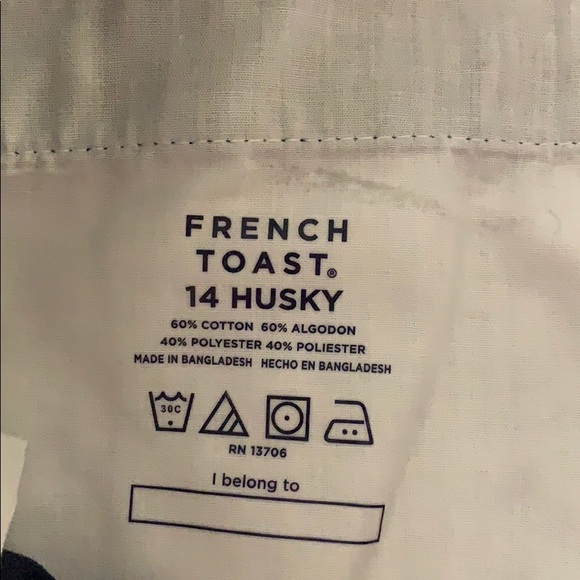 FRENCH
TOAST®
14 HUSKY
60% COTTON 60% ALGODON
40% POLYESTER 40% POLIESTER
MADE IN BANGLADESH HECHO EN BANGLADESH
30C
RN 13706
I belong to